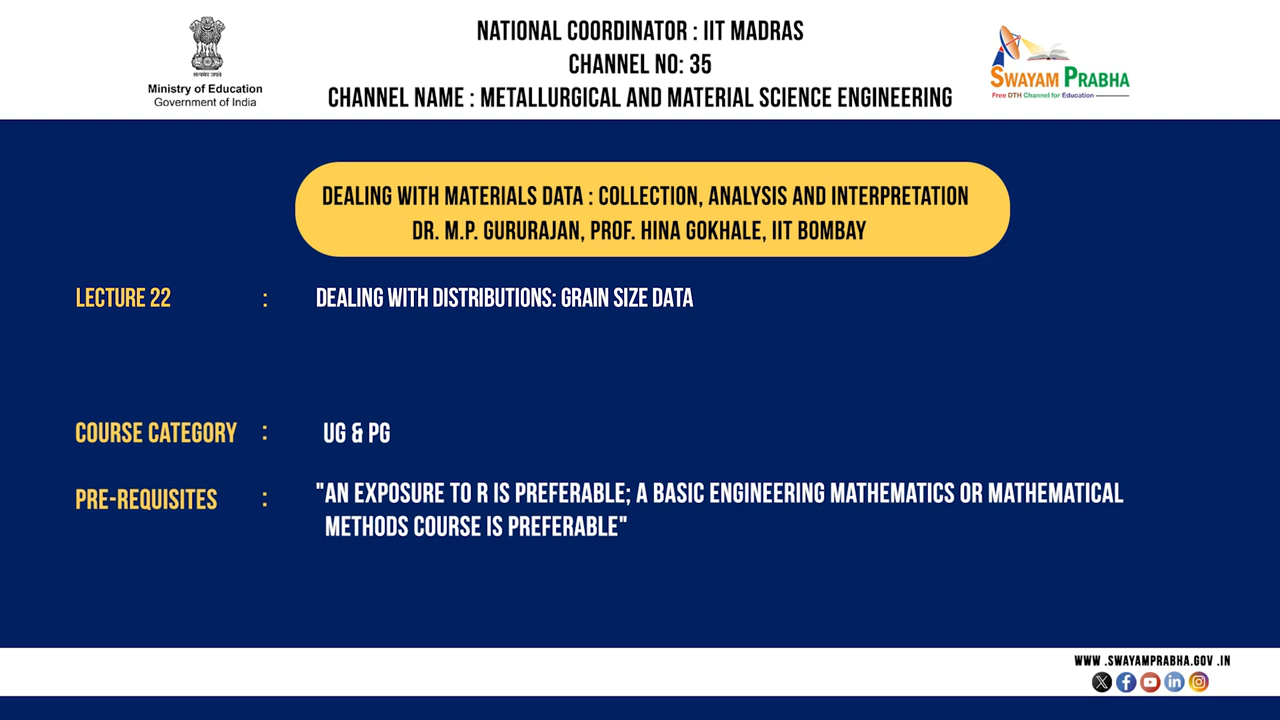 NATIONAL COORDINATOR : IIT MADRAS
CHANNEL NO: 35
CHANNEL NAME : METALLURGICAL AND MATERIAL SCIENCE ENGINEERING
सत्यमेव जयते
Ministry of Education
Government of India
SWAYAM PRABHA
Free DTH Channel for Education
DEALING WITH MATERIALS DATA : COLLECTION, ANALYSIS AND INTERPRETATION
DR. M.P. GURURAJAN, PROF. HINA GOKHALE, IIT BOMBAY
LECTURE 22 : DEALING WITH DISTRIBUTIONS: GRAIN SIZE DATA
COURSE CATEGORY : UG & PG
PRE-REQUISITES : "AN EXPOSURE TO R IS PREFERABLE; A BASIC ENGINEERING MATHEMATICS OR MATHEMATICAL
METHODS COURSE IS PREFERABLE"
WWW .SWAYAMPRABHA.GOV .IN